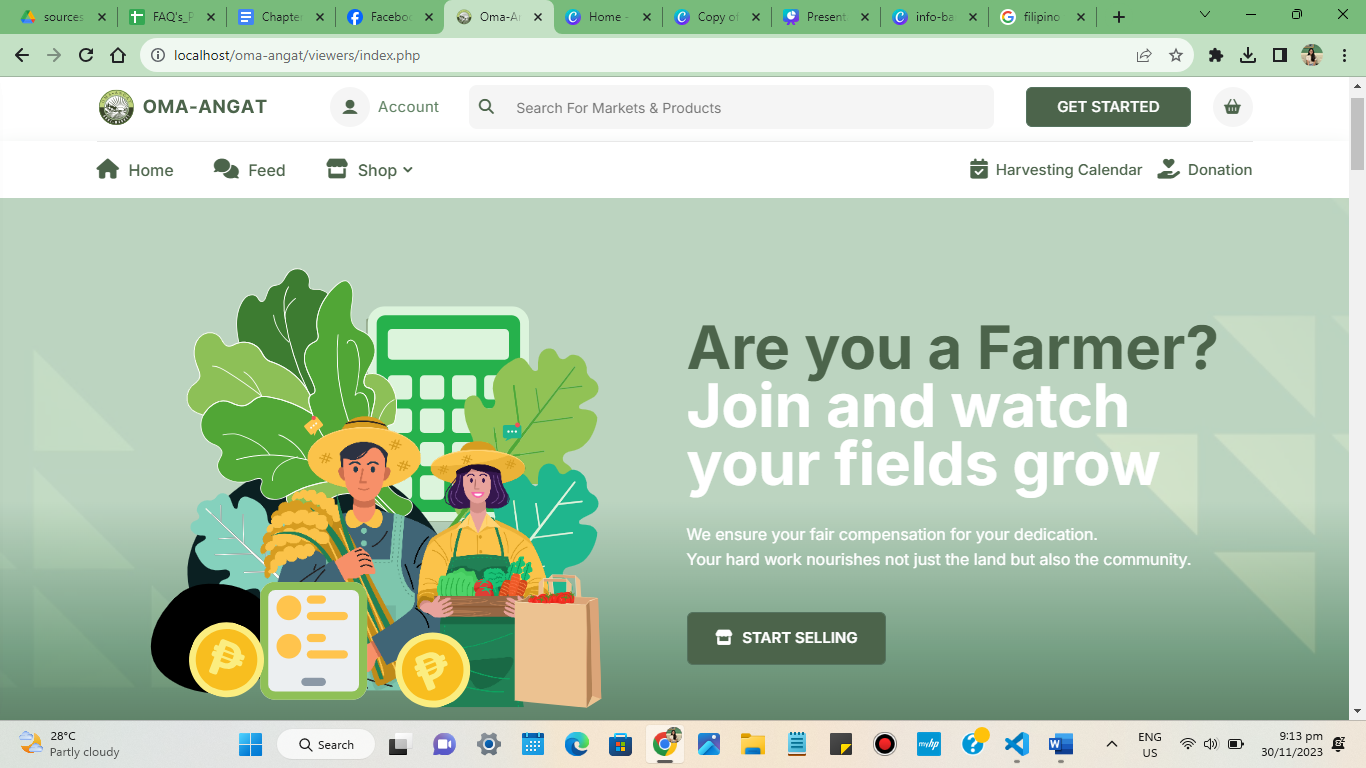 sources
FAQ's_P
Chapter
Facebo
Oma-A
Home -
Copy of
Present
info-ba
filipino
localhost/oma-angat/viewers/index.php
OMA-ANGAT
Account
Search For Markets & Products
GET STARTED
Home
Feed
Shop
Harvesting Calendar
Donation
Are you a Farmer?
Join and watch
your fields grow
We ensure your fair compensation for your dedication.
Your hard work nourishes not just the land but also the community.
START SELLING
28°C
Partly cloudy
Search
myhp
ENG
US
9:13 pm
30/11/2023